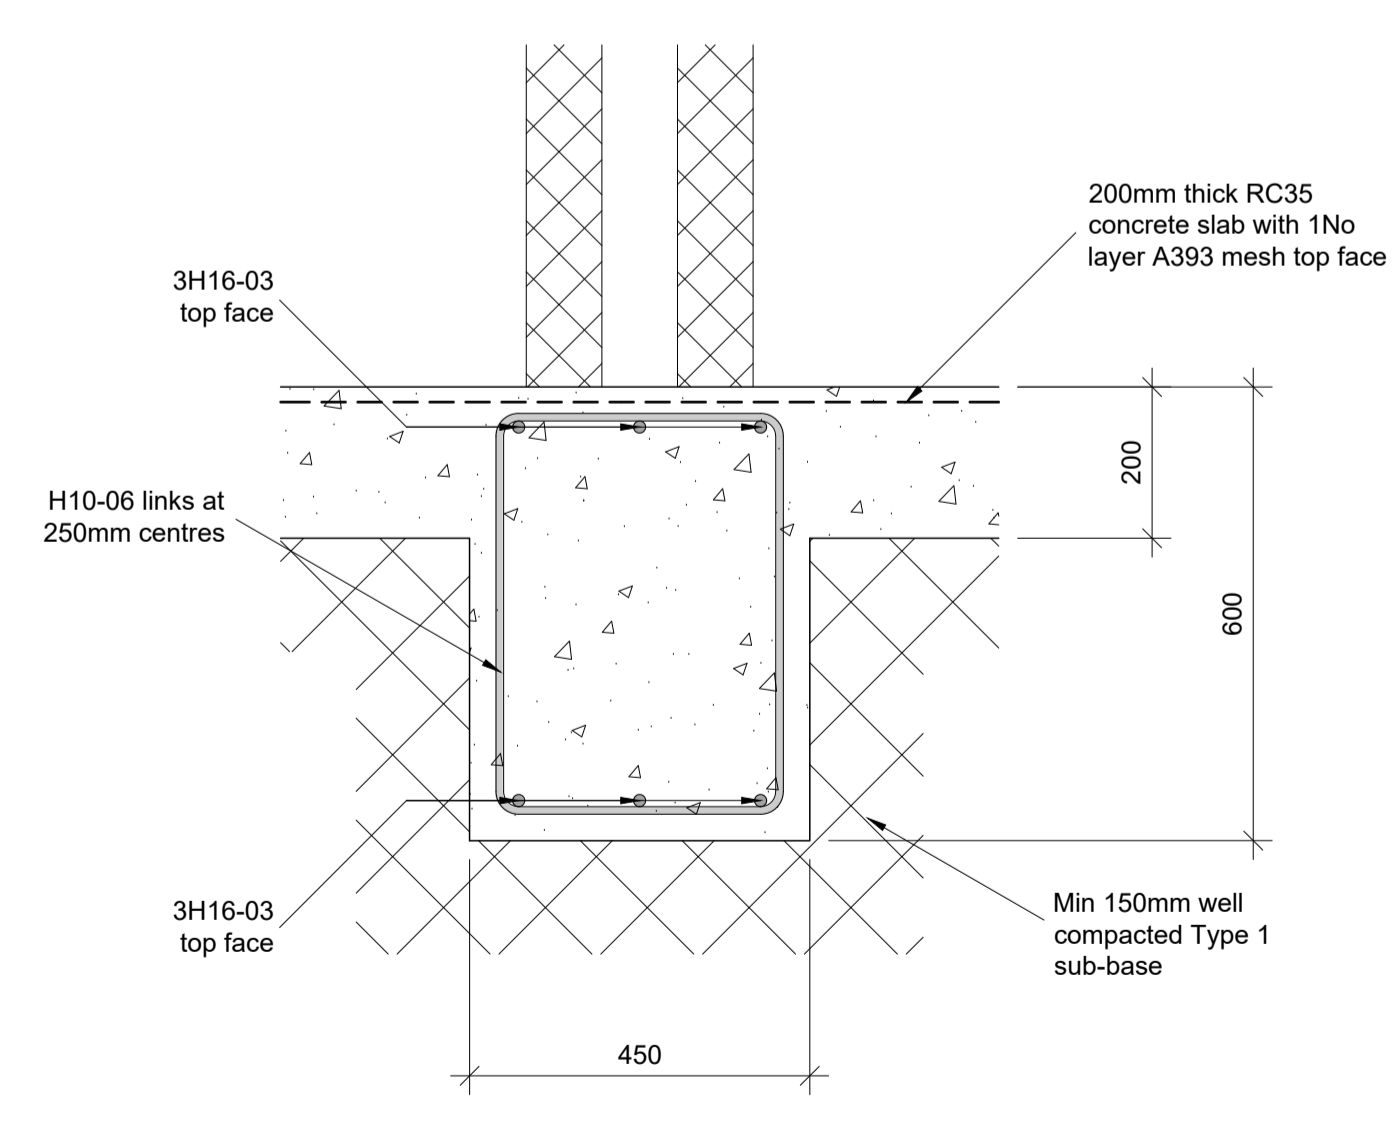 200mm thick RC35
concrete slab with 1No
layer A393 mesh top face
3H16-03
top face
200
H10-06 links at
250mm centres
600
3H16-03
top face
Min 150mm well
compacted Type 1
sub-base
450